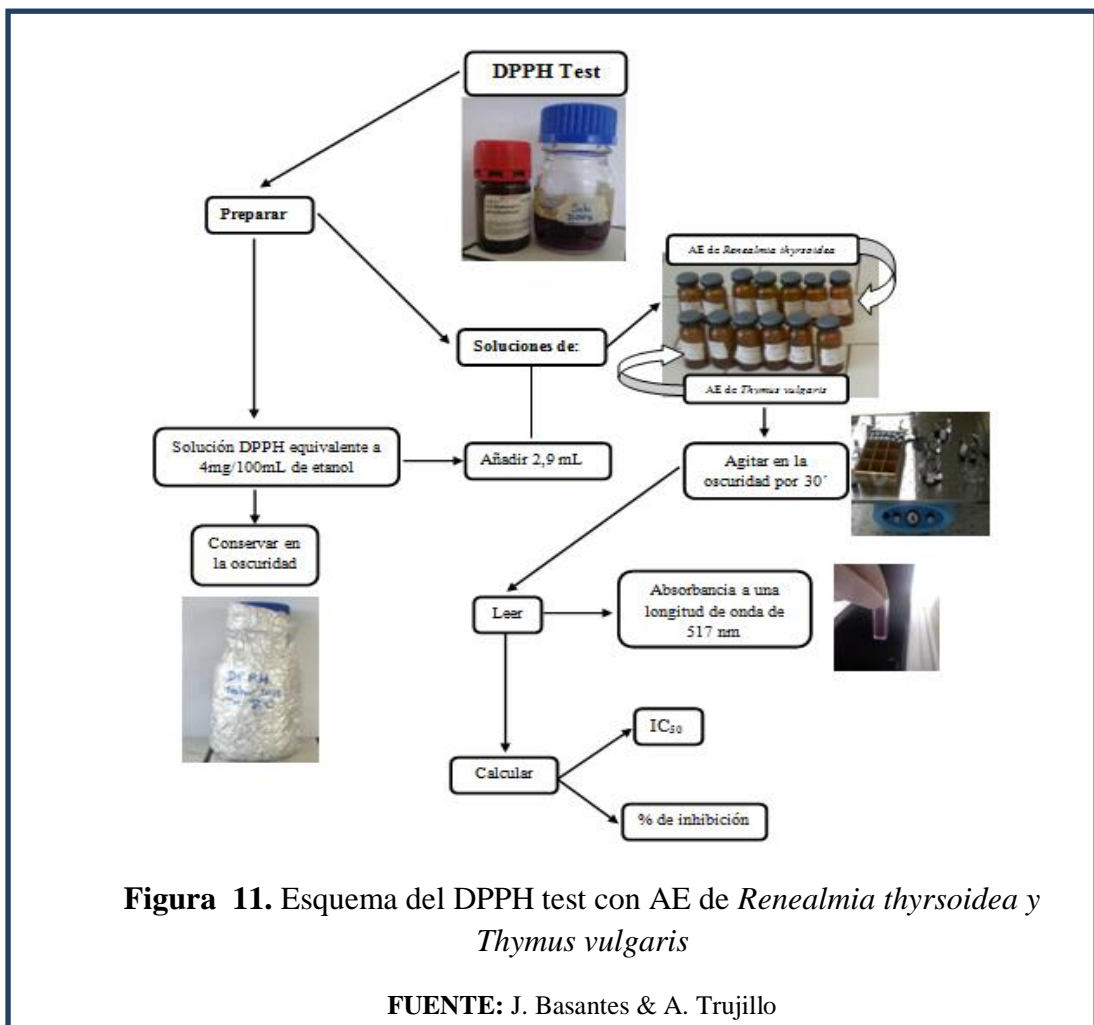 DPPH Test
Preparar
AE de Renealmia thyrsoidea
Soluciones de:
AE de Thymus vulgaris
Solución DPPH equivalente a
4mg/100mL de etanol
Añadir 2,9 mL
Agitar en la
oscuridad por 30´
Conservar en
la oscuridad
Leer
Absorbancia a una
longitud de onda de
517 nm
DPPH
IC₅₀
Calcular
% de inhibición
Figura 11. Esquema del DPPH test con AE de Renealmia thyrsoidea y
Thymus vulgaris
FUENTE: J. Basantes & A. Trujillo